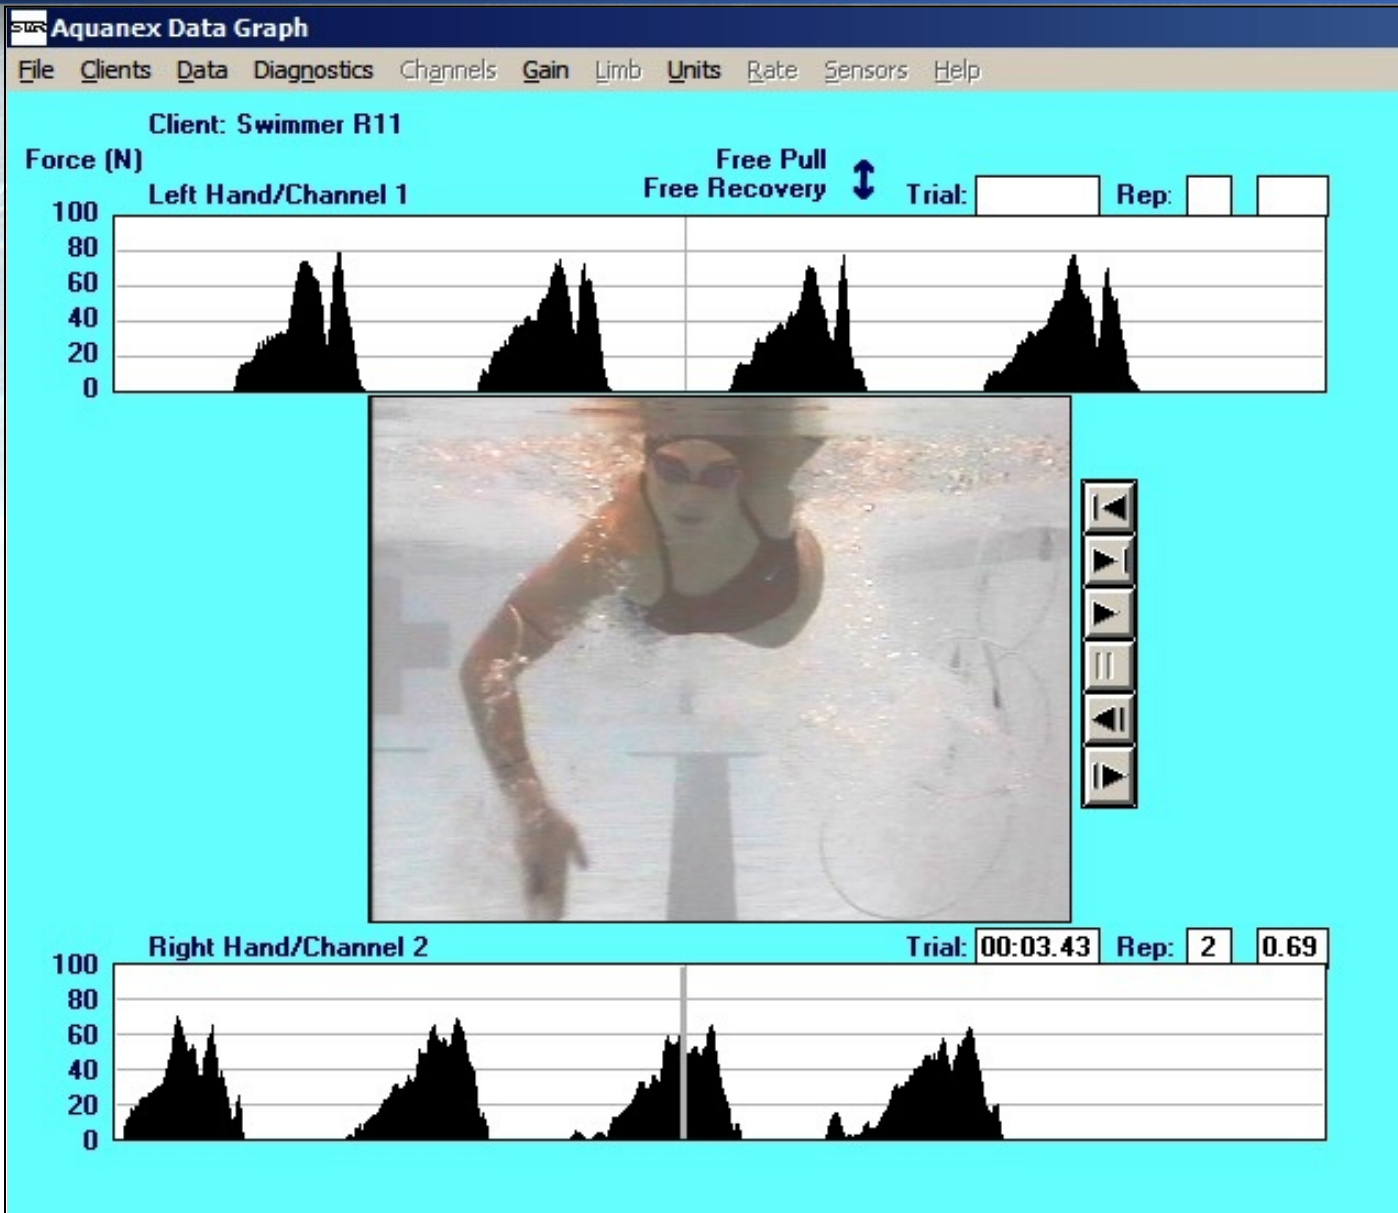 STAR Aquanex Data Graph
File Clients Data Diagnostics Channels Gain Limb Units Rate Sensors Help
Client: Swimmer R11
Force (N)
Free Pull
Free Recovery
Left Hand/Channel 1
Trial:
Rep:
100
80
60
40
20
0
Right Hand/Channel 2
Trial: 00:03.43 Rep: 2 0.69
100
80
60
40
20
0